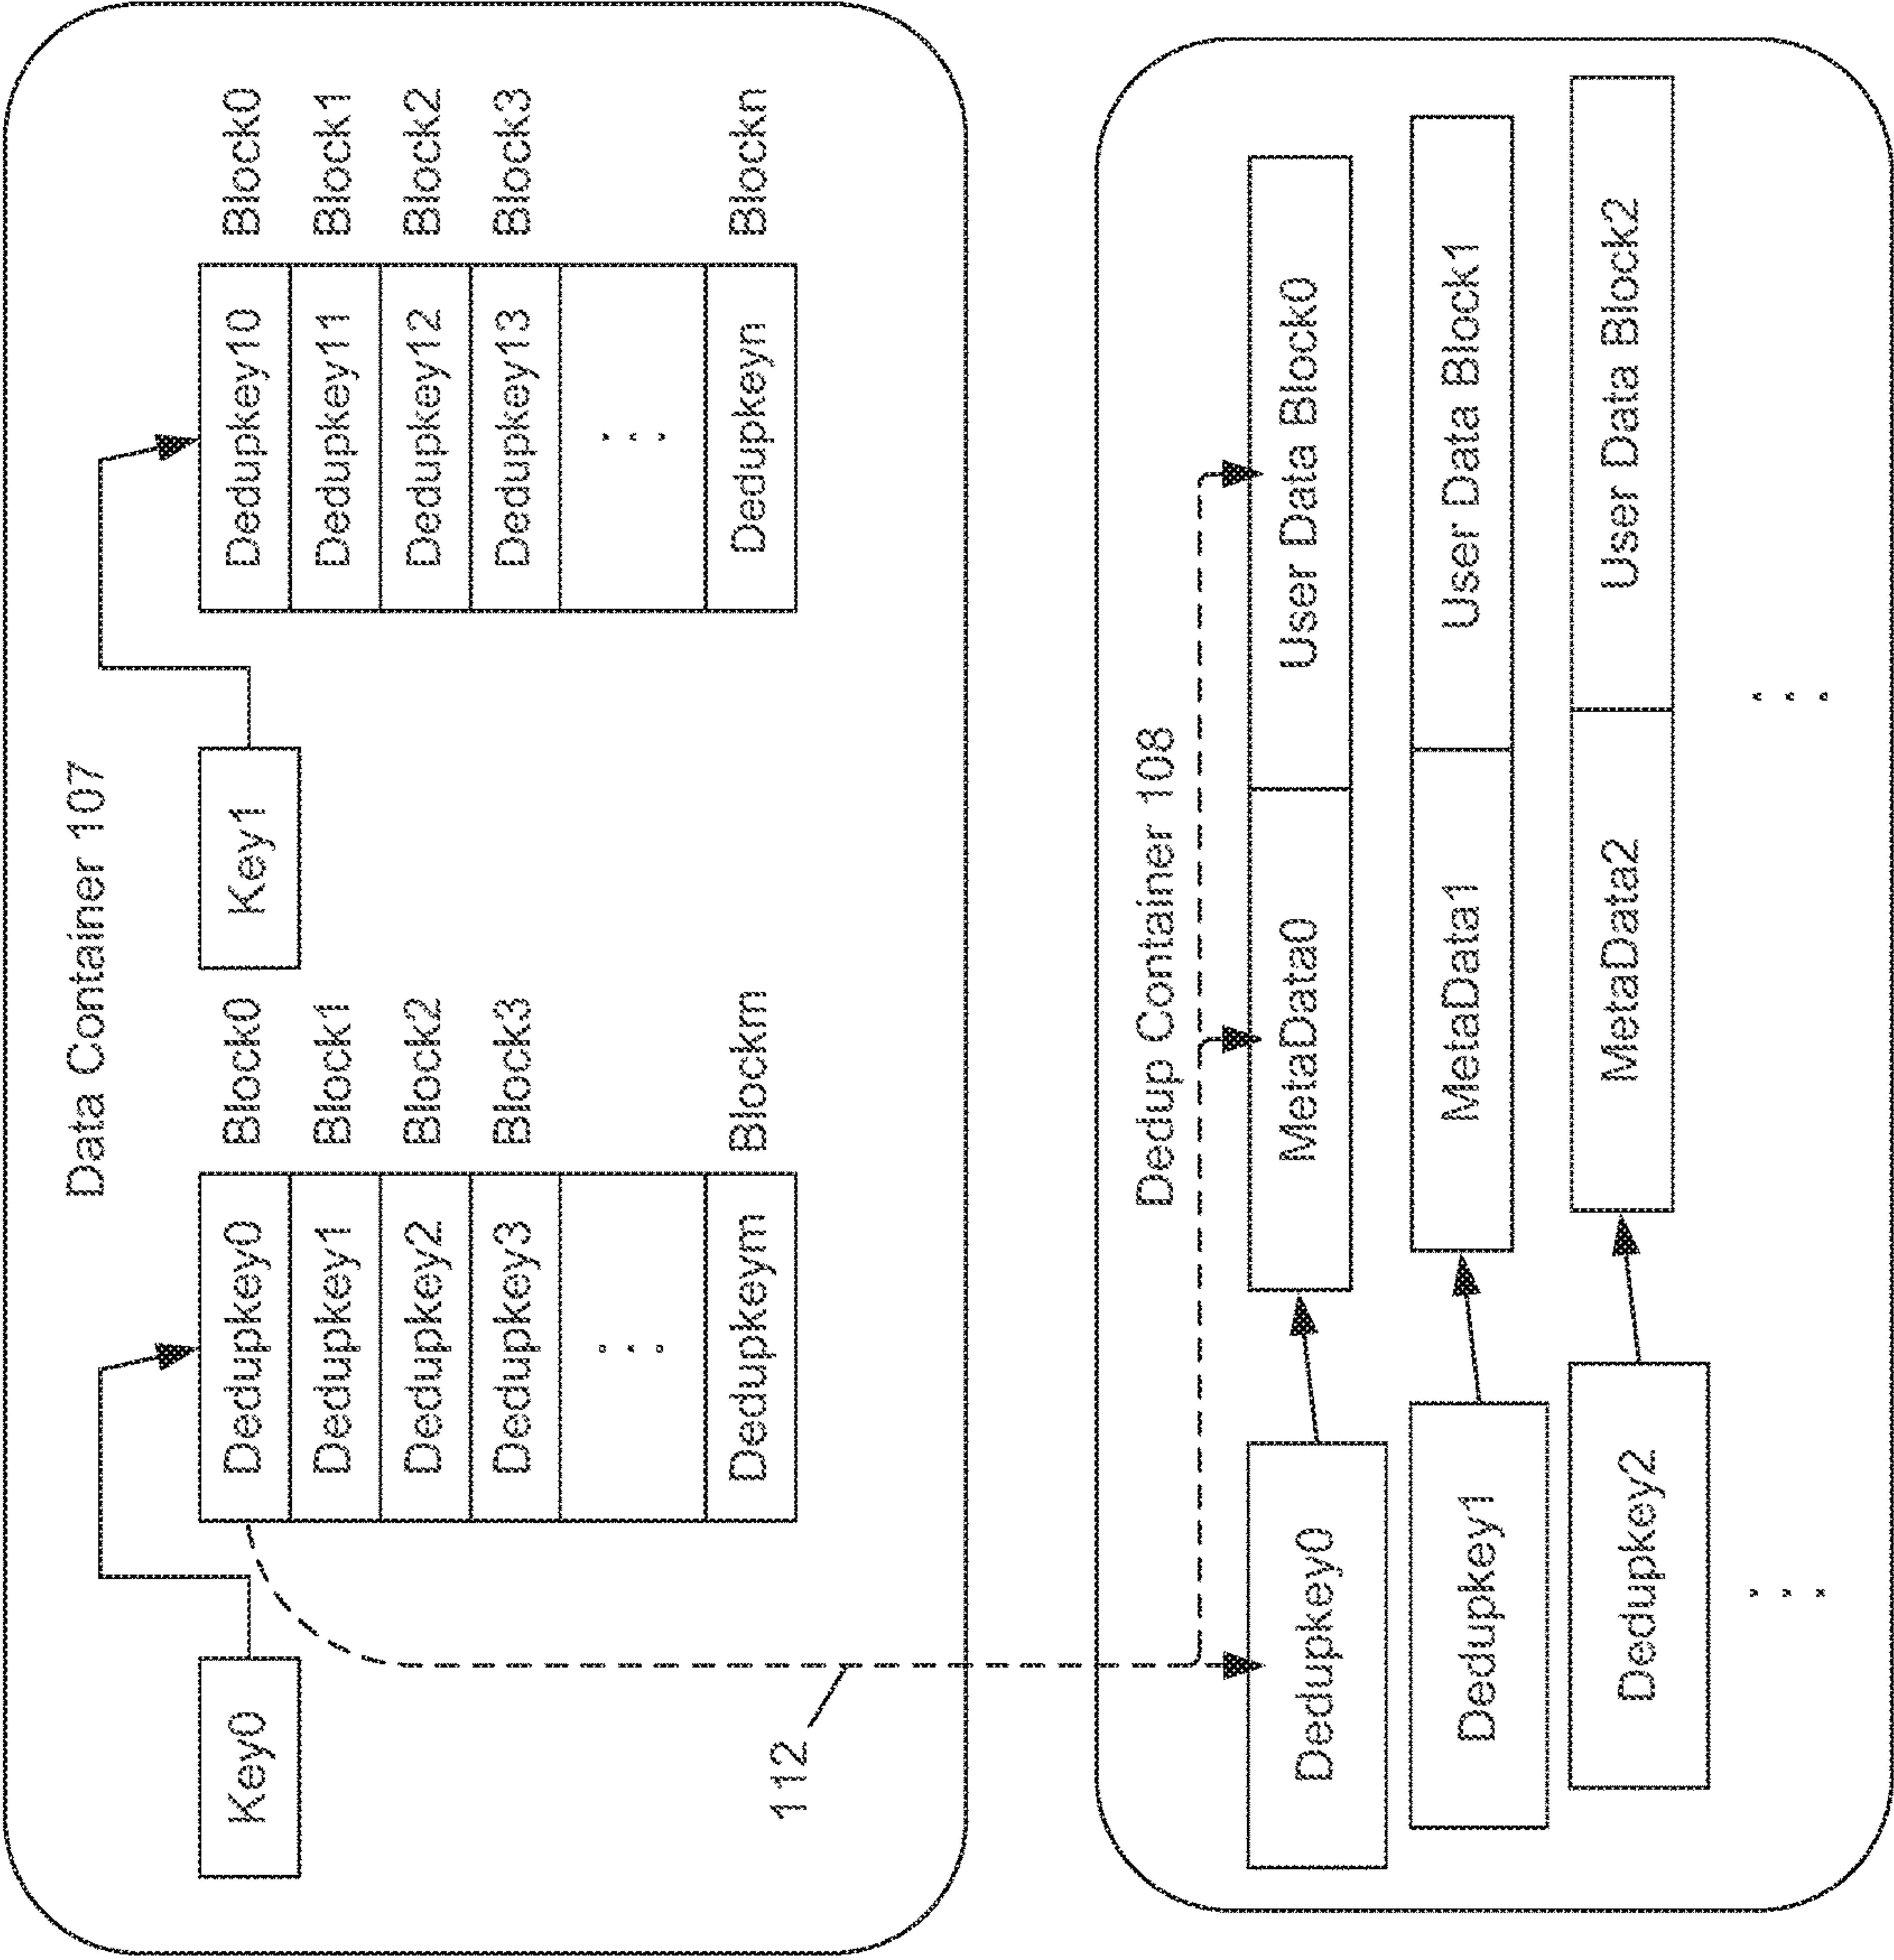 Data Container 107
Key0
Dedupkey0 Block0
Dedupkey1 Block1
Dedupkey2 Block2
Dedupkey3 Block3
Dedupkeym Blockm
Key1
Dedupkey10 Block0
Dedupkey11 Block1
Dedupkey12 Block2
Dedupkey13 Block3
Dedupkeyn Blockn
112
Dedup Container 108
Dedupkey0 MetaData0 User Data Block0
Dedupkey1 MetaData1 User Data Block1
Dedupkey2 MetaData2 User Data Block2